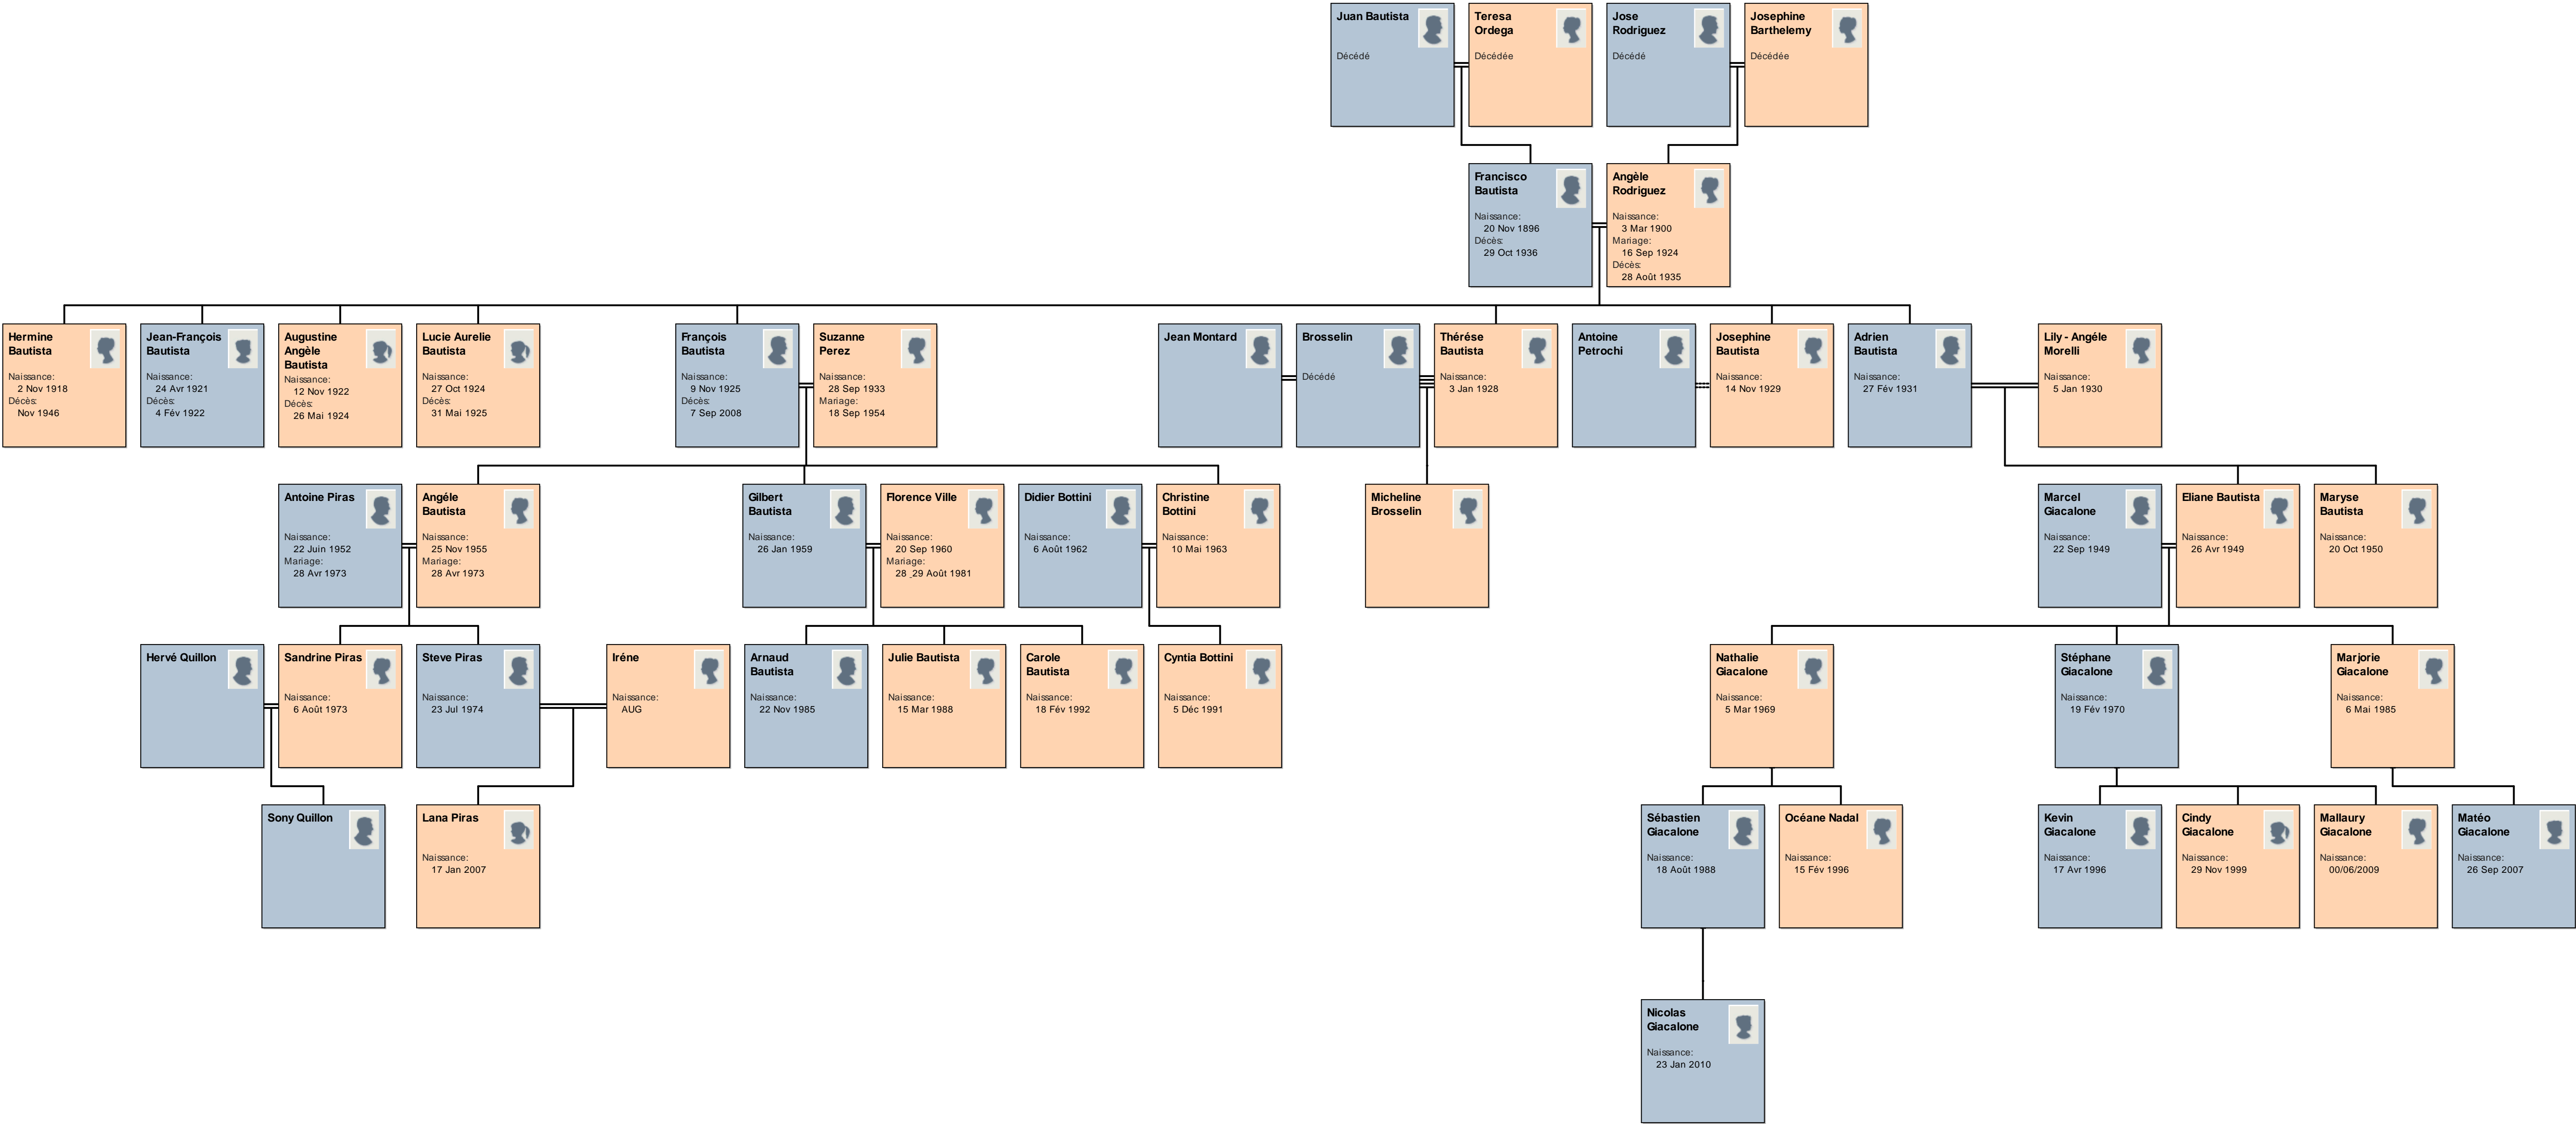 Juan Bautista
Décédé
Teresa
Ordega
Décédée
Jose
Rodriguez
Décédé
Josephine
Barthelemy
Décédée
Francisco
Bautista
Naissance:
20 Nov 1896
Décès:
29 Oct 1936
Angèle
Rodriguez
Naissance:
3 Mar 1900
Mariage:
16 Sep 1924
Décès:
28 Août 1935
Hermine
Bautista
Naissance:
2 Nov 1918
Décès:
Nov 1946
Jean-François
Bautista
Naissance:
24 Avr 1921
Décès:
4 Fév 1922
Augustine
Angèle
Bautista
Naissance:
12 Nov 1922
Décès:
26 Mai 1924
Lucie Aurelie
Bautista
Naissance:
27 Oct 1924
Décès:
31 Mai 1925
François
Bautista
Naissance:
9 Nov 1925
Décès:
7 Sep 2008
Suzanne
Perez
Naissance:
28 Sep 1933
Mariage:
18 Sep 1954
Jean Montard
Brosselin
Décédé
Thérése
Bautista
Naissance:
3 Jan 1928
Antoine
Petrochi
Josephine
Bautista
Naissance:
14 Nov 1929
Adrien
Bautista
Naissance:
27 Fév 1931
Lily - Angéle
Morelli
Naissance:
5 Jan 1930
Antoine Piras
Naissance:
22 Juin 1952
Mariage:
28 Avr 1973
Angéle
Bautista
Naissance:
25 Nov 1955
Mariage:
28 Avr 1973
Gilbert
Bautista
Naissance:
26 Jan 1959
Florence Ville
Naissance:
20 Sep 1960
Mariage:
28 ,29 Août 1981
Didier Bottini
Naissance:
6 Août 1962
Christine
Bottini
Naissance:
10 Mai 1963
Micheline
Brosselin
Marcel
Giacalone
Naissance:
22 Sep 1949
Eliane Bautista
Naissance:
26 Avr 1949
Maryse
Bautista
Naissance:
20 Oct 1950
Hervé Quillon
Sandrine Piras
Naissance:
6 Août 1973
Steve Piras
Naissance:
23 Jul 1974
Iréne
Naissance:
AUG
Arnaud
Bautista
Naissance:
22 Nov 1985
Julie Bautista
Naissance:
15 Mar 1988
Carole
Bautista
Naissance:
18 Fév 1992
Cyntia Bottini
Naissance:
5 Déc 1991
Nathalie
Giacalone
Naissance:
5 Mar 1969
Stéphane
Giacalone
Naissance:
19 Fév 1970
Marjorie
Giacalone
Naissance:
6 Mai 1985
Sony Quillon
Lana Piras
Naissance:
17 Jan 2007
Sébastien
Giacalone
Naissance:
18 Août 1988
Océane Nadal
Naissance:
15 Fév 1996
Kevin
Giacalone
Naissance:
17 Avr 1996
Cindy
Giacalone
Naissance:
29 Nov 1999
Mallaury
Giacalone
Naissance:
00/06/2009
Matéo
Giacalone
Naissance:
26 Sep 2007
Nicolas
Giacalone
Naissance:
23 Jan 2010